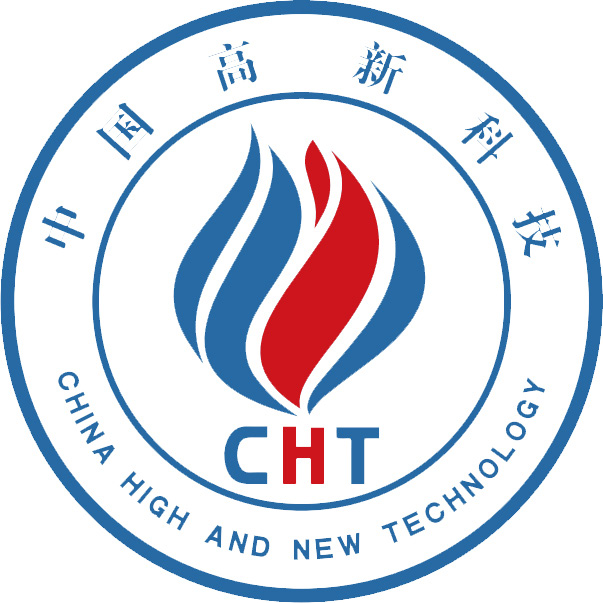 中国高新科技
CHT
CHINA HIGH AND NEW TECHNOLOGY